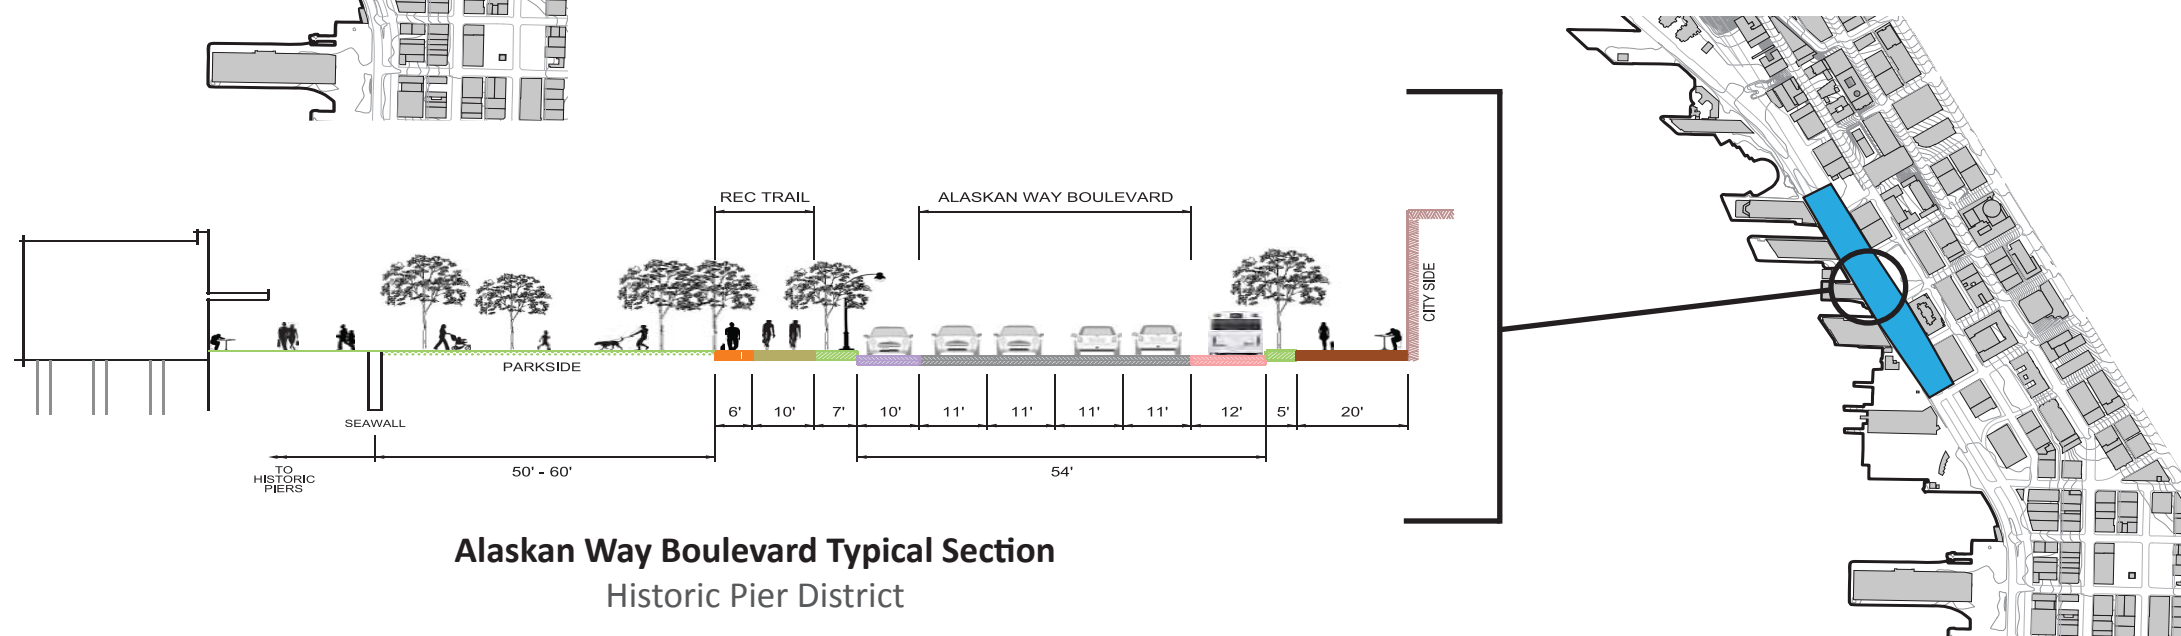 REC TRAIL
ALASKAN WAY BOULEVARD
CITY SIDE
PARKSIDE
6'
10'
7'
10'
11'
11'
11'
11'
12'
5'
20'
SEAWALL
TO
HISTORIC
PIERS
50' - 60'
54'
Alaskan Way Boulevard Typical Section
Historic Pier District